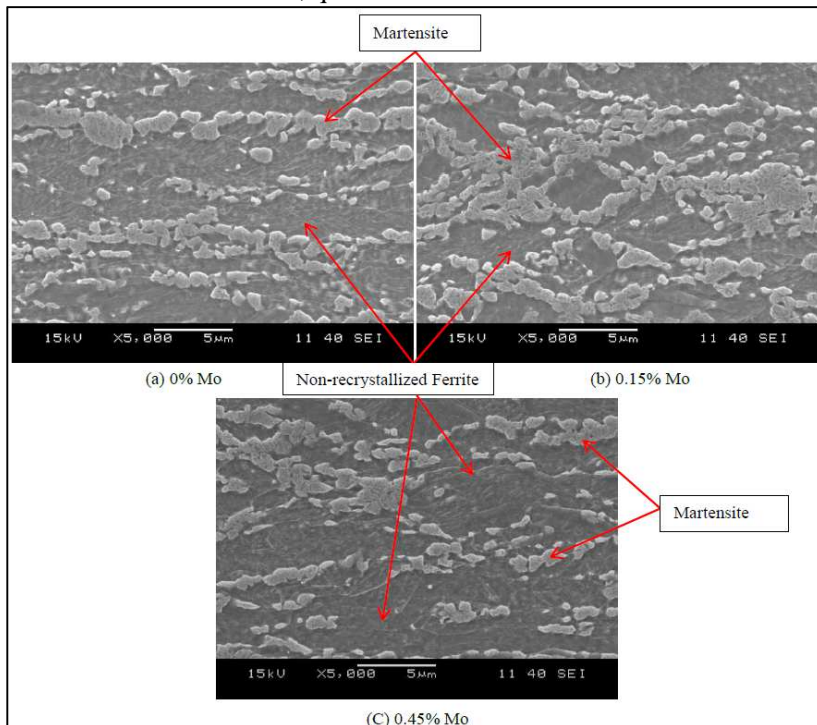 Martensite
15kV X5,000 5µm 11 40 SEI
15kV X5,000 5µm 11 40 SEI
(a) 0% Mo
Non-recrystallized Ferrite
(b) 0.15% Mo
Martensite
15kV X5,000 5µm 11 40 SEI
(C) 0.45% Mo